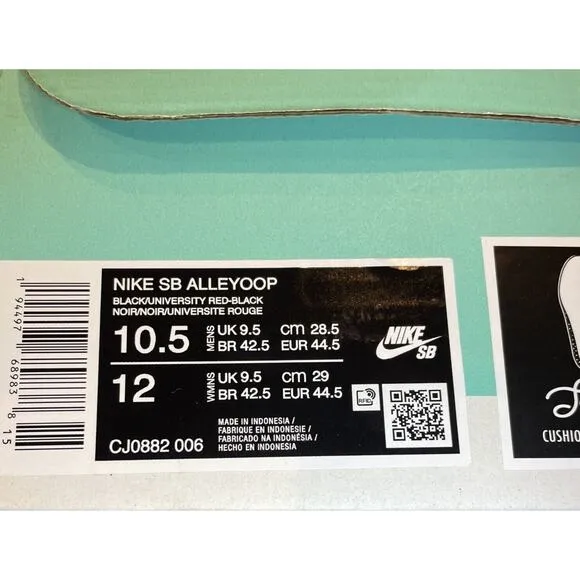 NIKE SB ALLEYOOP
BLACK/UNIVERSITY RED-BLACK
NOIR/NOIR/UNIVERSITE ROUGE
10.5 MENS UK 9.5 cm 28.5
BR 42.5 EUR 44.5
12 WMNS UK 9.5 cm 29
BR 42.5 EUR 44.5
NIKE SB
RFID
MADE IN INDONESIA /
FABRIQUE EN INDONESIE /
FABRICADO NA INDONÉSIA /
HECHO EN INDONESIA
CJ0882 006
1 94497 68983 8 15
CUSHIO